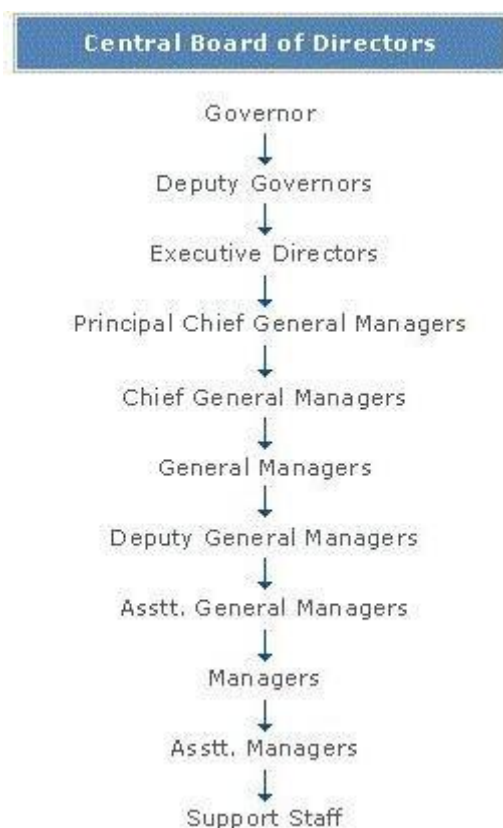 Central Board of Directors
Governor
Deputy Governors
Executive Directors
Principal Chief General Managers
Chief General Managers
General Managers
Deputy General Managers
Asstt. General Managers
Managers
Asstt. Managers
Support Staff